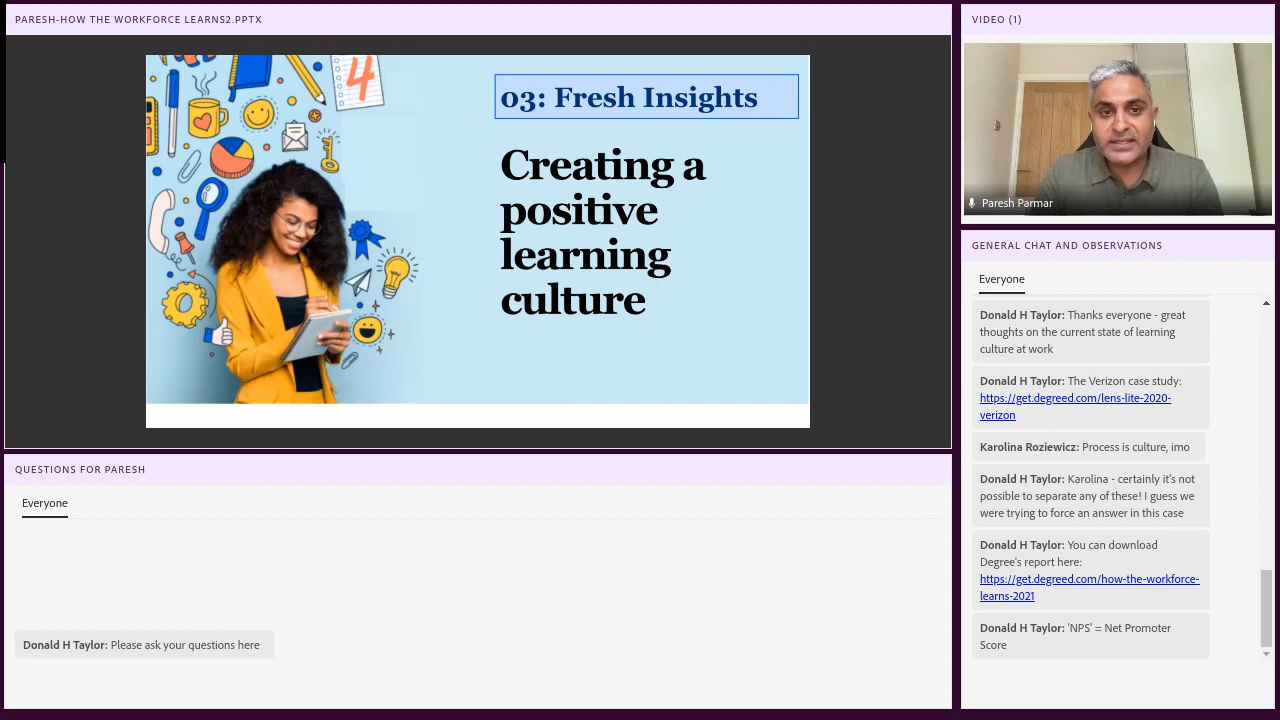 PARESH-HOW THE WORKFORCE LEARNS2.PPTX
4
03: Fresh Insights
Creating a
positive
learning
culture
QUESTIONS FOR PARESH
Everyone
Donald H Taylor: Please ask your questions here
VIDEO (1)
Paresh Parmar
GENERAL CHAT AND OBSERVATIONS
Everyone
Donald H Taylor: Thanks everyone - great
thoughts on the current state of learning
culture at work
Donald H Taylor: The Verizon case study:
https://get.degreed.com/lens-lite-2020-
verizon
Karolina Roziewicz: Process is culture, imo
Donald H Taylor: Karolina - certainly it's not
possible to separate any of these! I guess we
were trying to force an answer in this case
Donald H Taylor: You can download
Degree's report here:
https://get.degreed.com/how-the-workforce-
learns-2021
Donald H Taylor: 'NPS' = Net Promoter
Score